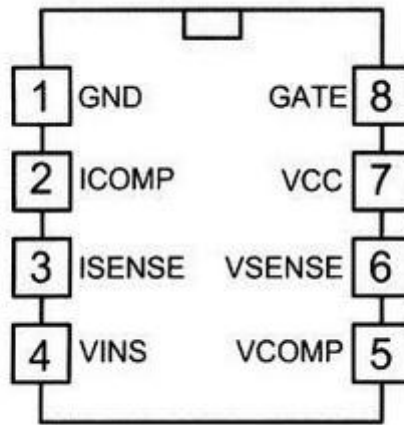 1 GND GATE 8
2 ICOMP VCC 7
3 ISENSE VSENSE 6
4 VINS VCOMP 5